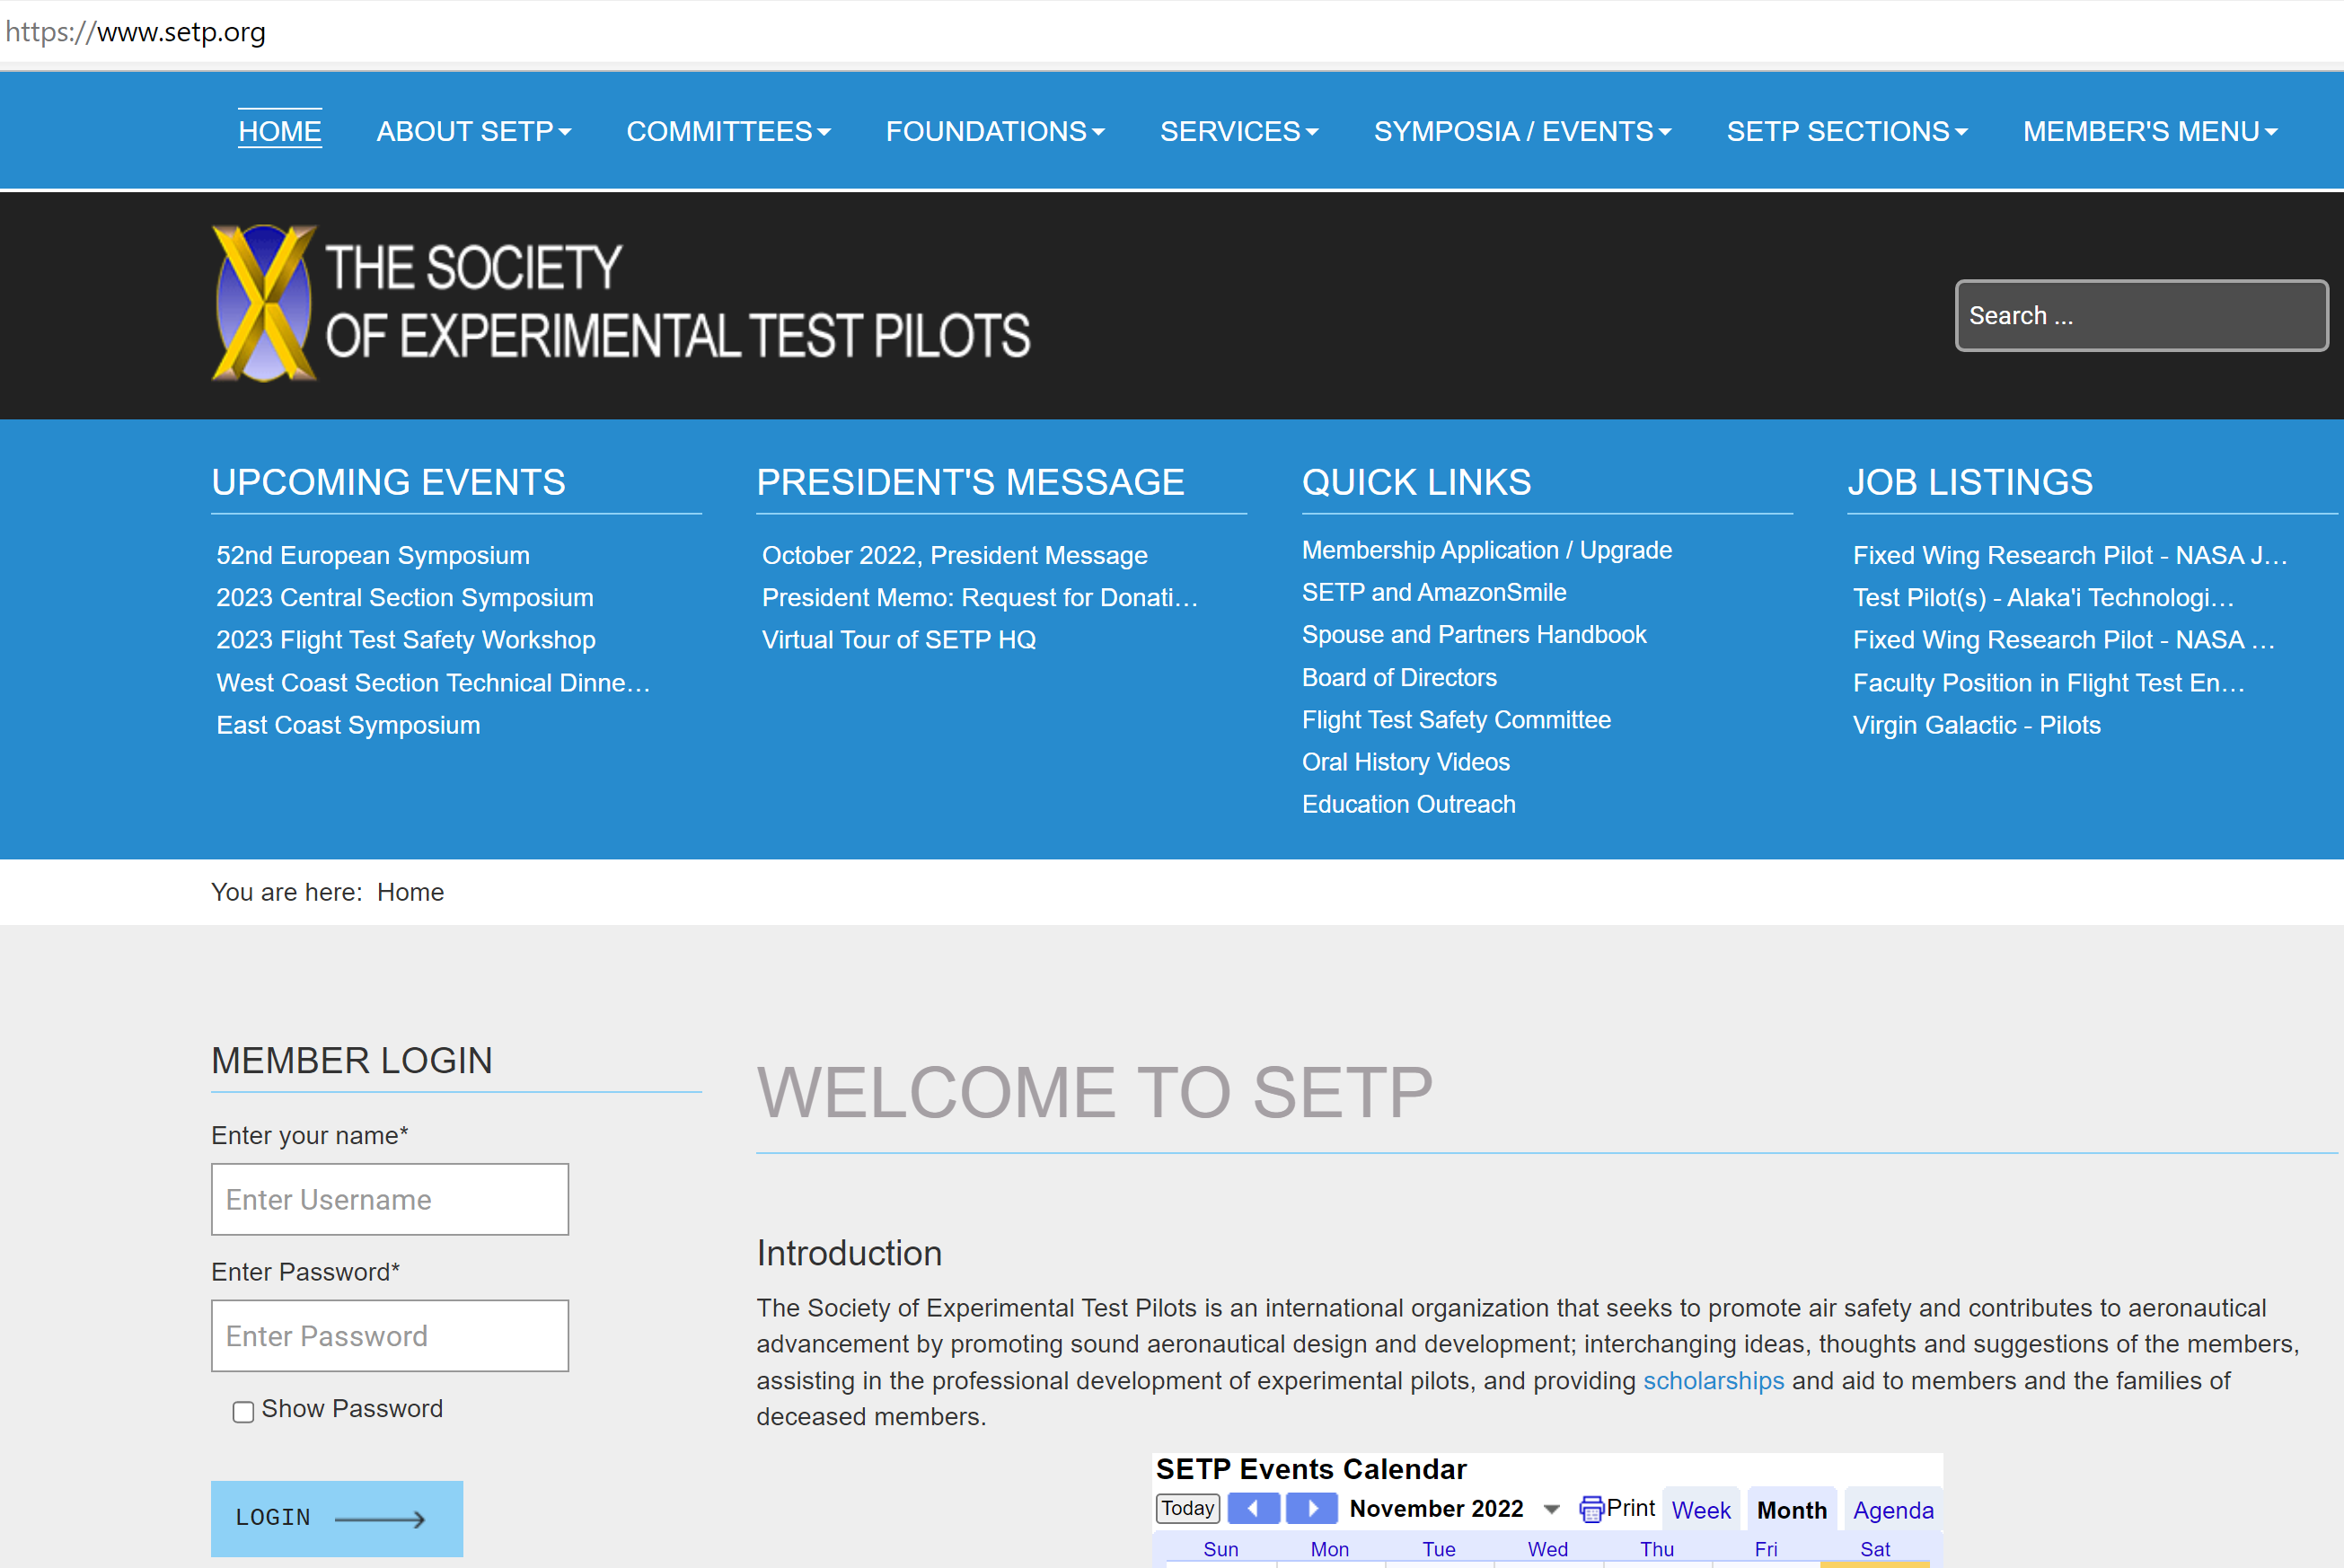 https://www.setp.org
HOME ABOUT SETP COMMITTEES FOUNDATIONS SERVICES SYMPOSIA / EVENTS SETP SECTIONS MEMBER'S MENU
THE SOCIETY
OF EXPERIMENTAL TEST PILOTS
Search ...
UPCOMING EVENTS
52nd European Symposium
2023 Central Section Symposium
2023 Flight Test Safety Workshop
West Coast Section Technical Dinne...
East Coast Symposium
PRESIDENT'S MESSAGE
October 2022, President Message
President Memo: Request for Donati...
Virtual Tour of SETP HQ
QUICK LINKS
Membership Application / Upgrade
SETP and AmazonSmile
Spouse and Partners Handbook
Board of Directors
Flight Test Safety Committee
Oral History Videos
Education Outreach
JOB LISTINGS
Fixed Wing Research Pilot - NASA J...
Test Pilot(s) - Alaka'i Technologi...
Fixed Wing Research Pilot - NASA ...
Faculty Position in Flight Test En...
Virgin Galactic - Pilots
You are here: Home
MEMBER LOGIN
Enter your name*
Enter Username
Enter Password*
Enter Password
Show Password
LOGIN
WELCOME TO SETP
Introduction
The Society of Experimental Test Pilots is an international organization that seeks to promote air safety and contributes to aeronautical
advancement by promoting sound aeronautical design and development; interchanging ideas, thoughts and suggestions of the members,
assisting in the professional development of experimental pilots, and providing scholarships and aid to members and the families of
deceased members.
SETP Events Calendar
Today November 2022 Print Week Month Agenda
Sun Mon Tue Wed Thu Fri Sat